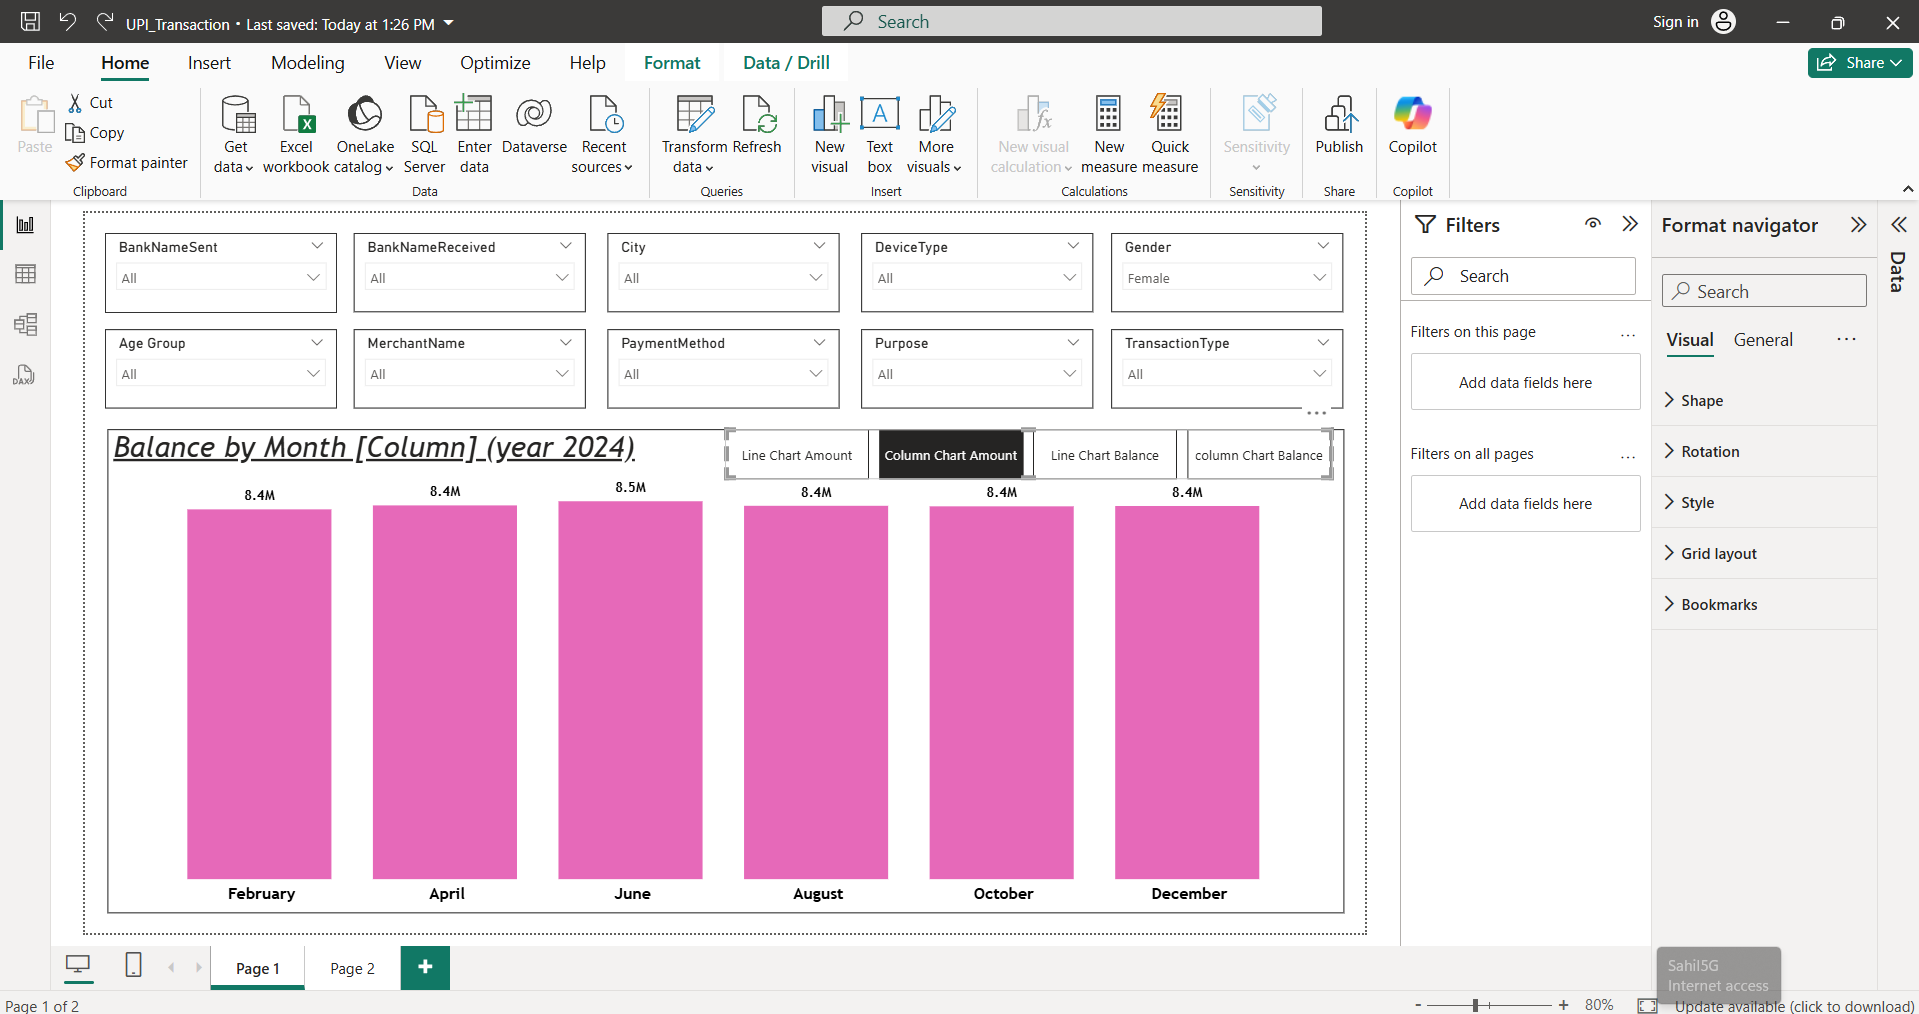 UPI_Transaction • Last saved: Today at 1:26 PM
Search
Sign in
File Home Insert Modeling View Optimize Help Format Data / Drill
Share
Paste
Cut
Copy
Format painter
Clipboard
Get data
Excel workbook
OneLake catalog
SQL Server
Enter data
Dataverse
Recent sources
Data
Transform data
Refresh
Queries
New visual
Text box
More visuals
Insert
New visual calculation
New measure
Quick measure
Calculations
Sensitivity
Sensitivity
Publish
Share
Copilot
Copilot
BankNameSent
All
BankNameReceived
All
City
All
DeviceType
All
Gender
Female
Age Group
All
MerchantName
All
PaymentMethod
All
Purpose
All
TransactionType
All
Balance by Month [Column] (year 2024)
Line Chart Amount
Column Chart Amount
Line Chart Balance
column Chart Balance
8.4M
8.4M
8.5M
8.4M
8.4M
8.4M
February
April
June
August
October
December
Filters
Search
Filters on this page
Add data fields here
Filters on all pages
Add data fields here
Format navigator
Search
Visual General
Shape
Rotation
Style
Grid layout
Bookmarks
Data
DAX
Page 1
Page 2
Page 1 of 2
80%
Sahil5G
Internet access
Update available (click to download)